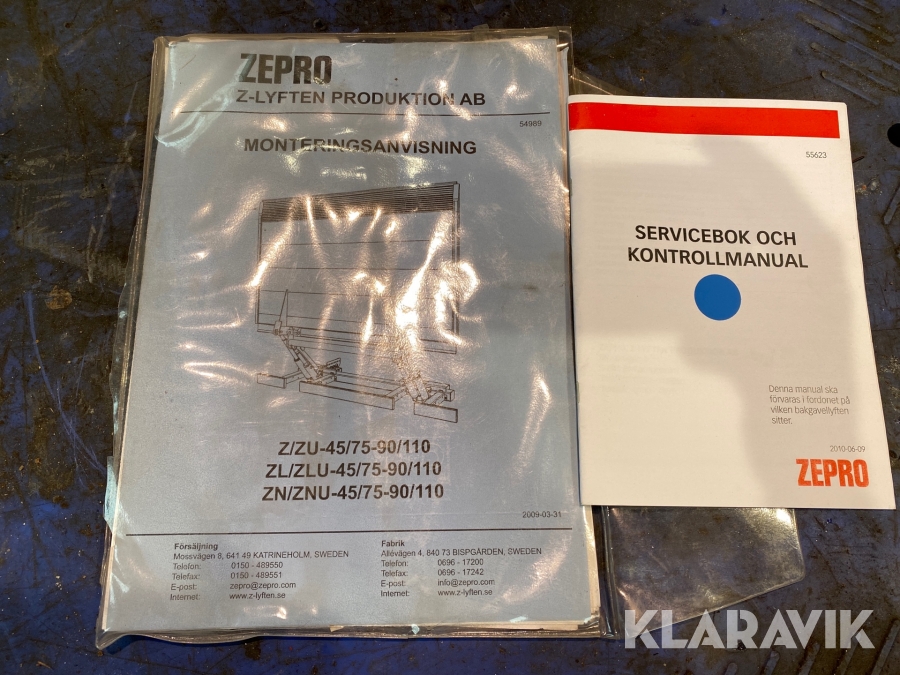 ZEPRO
Z-LYFTEN PRODUKTION AB
54989
MONTERINGSANVISNING
Z/ZU-45/75-90/110
ZL/ZLU-45/75-90/110
ZN/ZNU-45/75-90/110
2009-03-31
Försäljning
Mossvägen 8, 641 49 KATRINEHOLM, SWEDEN
Telefon: 0150 - 489550
Telefax: 0150 - 489551
E-post: zepro@zepro.com
Internet: www.z-lyften.se
Fabrik
Allévägen 4, 840 73 BISPGÅRDEN, SWEDEN
Telefon: 0696 - 17200
Telefax: 0696 - 17242
E-post: info@zepro.com
Internet: www.z-lyften.se
55623
SERVICEBOK OCH
KONTROLLMANUAL
Denna manual ska
förvaras i fordonet på
vilken bakgavellyften
sitter.
2010-06-09
ZEPRO
KLARAVIK